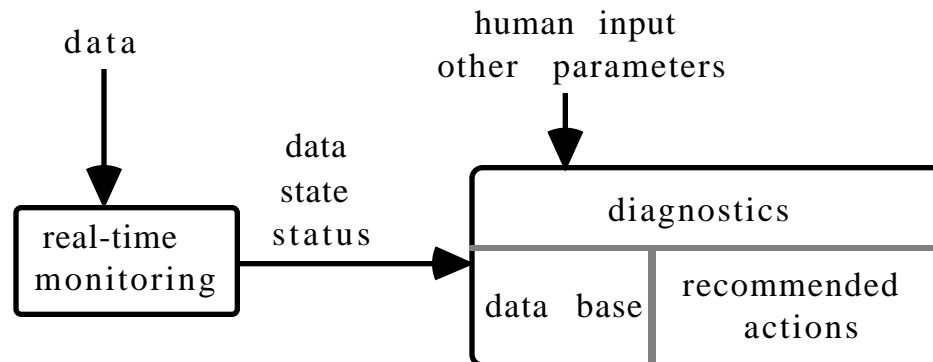 data
human input
other parameters
data
state
status
real-time
monitoring
diagnostics
data base
recommended
actions